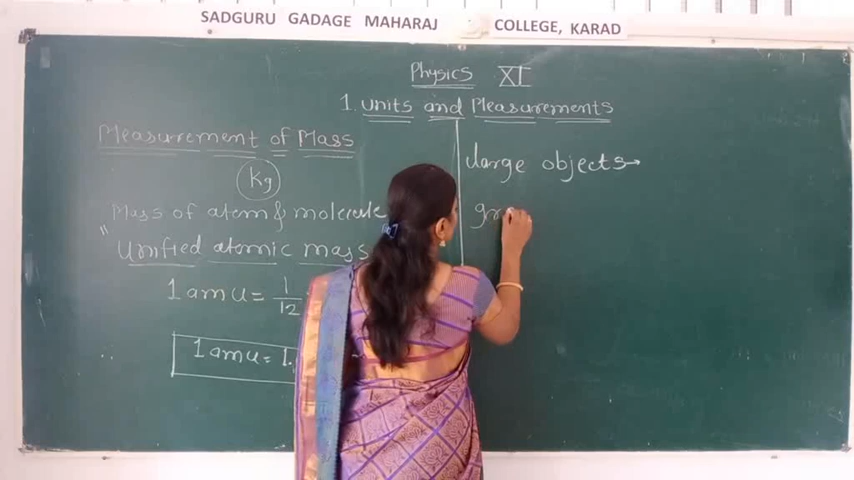 SADGURU GADAGE MAHARAJ COLLEGE, KARAD
Physics XI
1. Units and Measurements
Measurement of Mass
Kg
Mass of atom & molecule
"Unified atomic mass
1 amu = 1/12
1 amu = 1.
Large objects →
gr